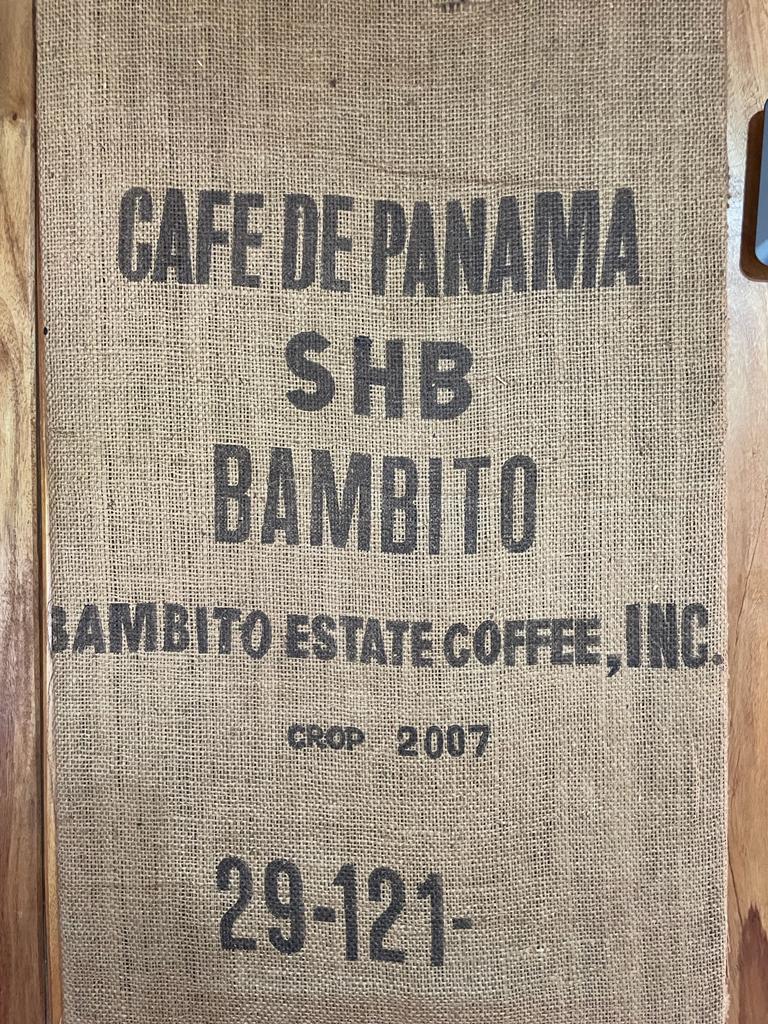 CAFE DE PANAMA
SHB
BAMBITO
BAMBITO ESTATE COFFEE, INC.
CROP 2007
29-121-